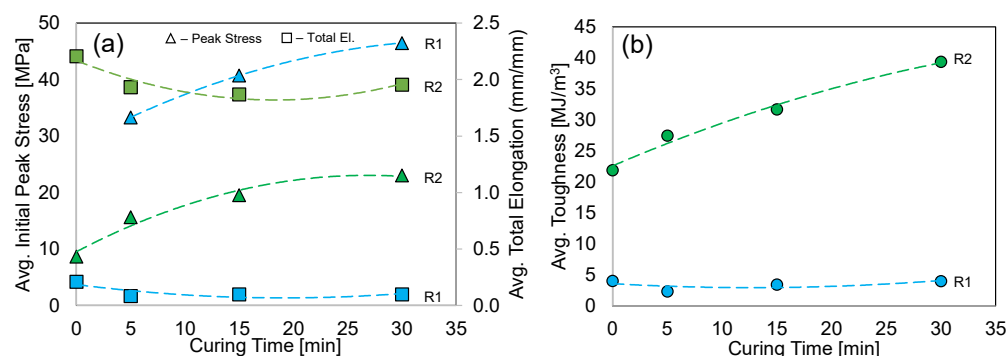 (a)
– Peak Stress
– Total El.
Avg. Initial Peak Stress [MPa]
50
45
40
35
30
25
20
15
10
5
0
R1
R2
R2
R1
2.5
2.0
1.5
1.0
0.5
0.0
Avg. Total Elongation (mm/mm)
0 5 10 15 20 25 30 35
Curing Time [min]
(b)
Avg. Toughness [MJ/m³]
45
40
35
30
25
20
15
10
5
0
R2
R1
0 5 10 15 20 25 30 35
Curing Time [min]